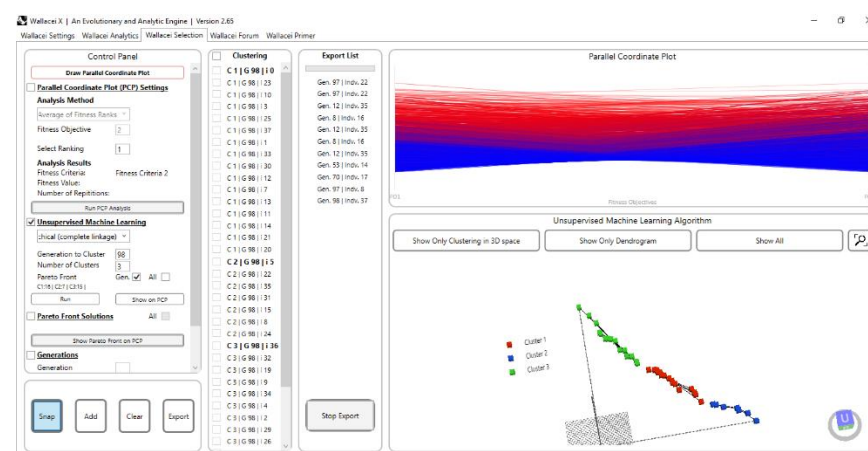 Wallacei X | An Evolutionary and Analytic Engine | Version 2.65
Wallacei Settings Wallacei Analytics Wallacei Selection Wallacei Forum Wallacei Primer
Control Panel
Draw Parallel Coordinate Plot
Parallel Coordinate Plot (PCP) Settings
Analysis Method
Average of Fitness Ranks
Fitness Objective 2
Select Ranking 1
Analysis Results
Fitness Criteria: Fitness Criteria 2
Fitness Value:
Number of Repititions:
Run PCP Analysis
Unsupervised Machine Learning
:hical (complete linkage)
Generation to Cluster 98
Number of Clusters 3
Pareto Front Gen. All
C1:16 | C2:7 | C3:15 |
Run Show on PCP
Pareto Front Solutions All
Show Pareto Front on PCP
Generations
Generation
Snap Add Clear Export
Clustering
C 1 | G 98 | i 0
C 1 | G 98 | i 23
C 1 | G 98 | i 10
C 1 | G 98 | i 3
C 1 | G 98 | i 25
C 1 | G 98 | i 37
C 1 | G 98 | i 1
C 1 | G 98 | i 33
C 1 | G 98 | i 30
C 1 | G 98 | i 12
C 1 | G 98 | i 7
C 1 | G 98 | i 13
C 1 | G 98 | i 11
C 1 | G 98 | i 14
C 1 | G 98 | i 21
C 1 | G 98 | i 20
C 2 | G 98 | i 5
C 2 | G 98 | i 22
C 2 | G 98 | i 35
C 2 | G 98 | i 31
C 2 | G 98 | i 15
C 2 | G 98 | i 8
C 2 | G 98 | i 24
C 3 | G 98 | i 36
C 3 | G 98 | i 32
C 3 | G 98 | i 19
C 3 | G 98 | i 9
C 3 | G 98 | i 34
C 3 | G 98 | i 4
C 3 | G 98 | i 2
C 3 | G 98 | i 29
C 3 | G 98 | i 26
Export List
Gen. 97 | Indv. 22
Gen. 97 | Indv. 22
Gen. 12 | Indv. 35
Gen. 8 | Indv. 16
Gen. 12 | Indv. 35
Gen. 8 | Indv. 16
Gen. 12 | Indv. 35
Gen. 53 | Indv. 14
Gen. 70 | Indv. 17
Gen. 97 | Indv. 8
Gen. 98 | Indv. 37
Stop Export
Parallel Coordinate Plot
Fitness Objectives
Unsupervised Machine Learning Algorithm
Show Only Clustering in 3D space Show Only Dendrogram Show All
Cluster 1
Cluster 2
Cluster 3
U